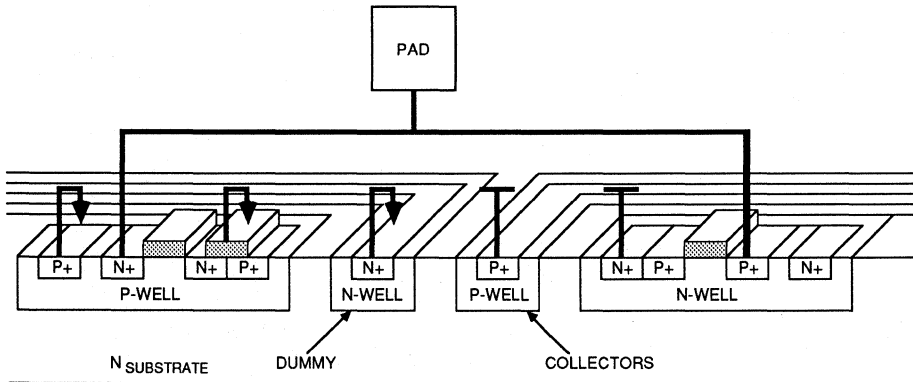 PAD
P+ N+ N+ P+ N+ P+ N+ P+ P+ N+
P-WELL N-WELL P-WELL N-WELL
N SUBSTRATE DUMMY COLLECTORS